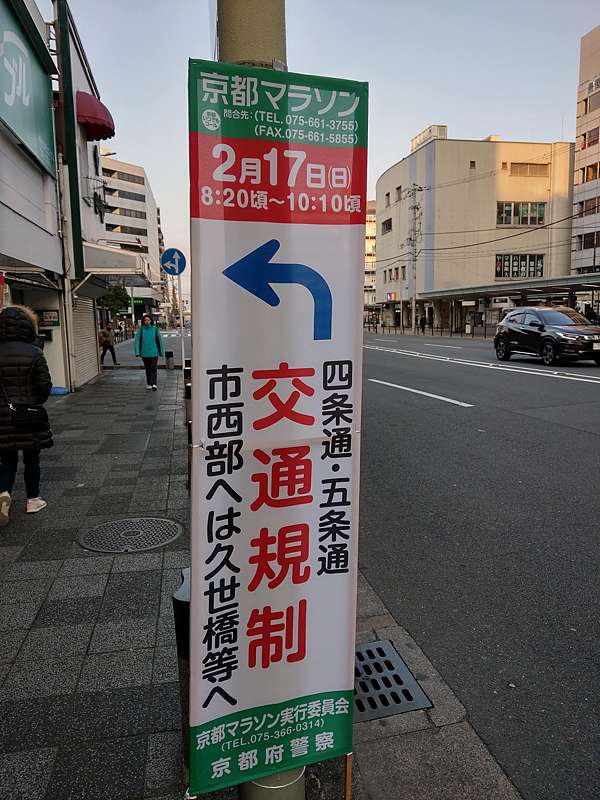 京都マラソン
問合先:(TEL.075-661-3755)
(FAX.075-661-5855)
2月17日(日)
8:20頃~10:10頃
四条通・五条通
交通規制
市西部へは久世橋等へ
京都マラソン実行委員会
(TEL.075-366-0314)
京都府警察